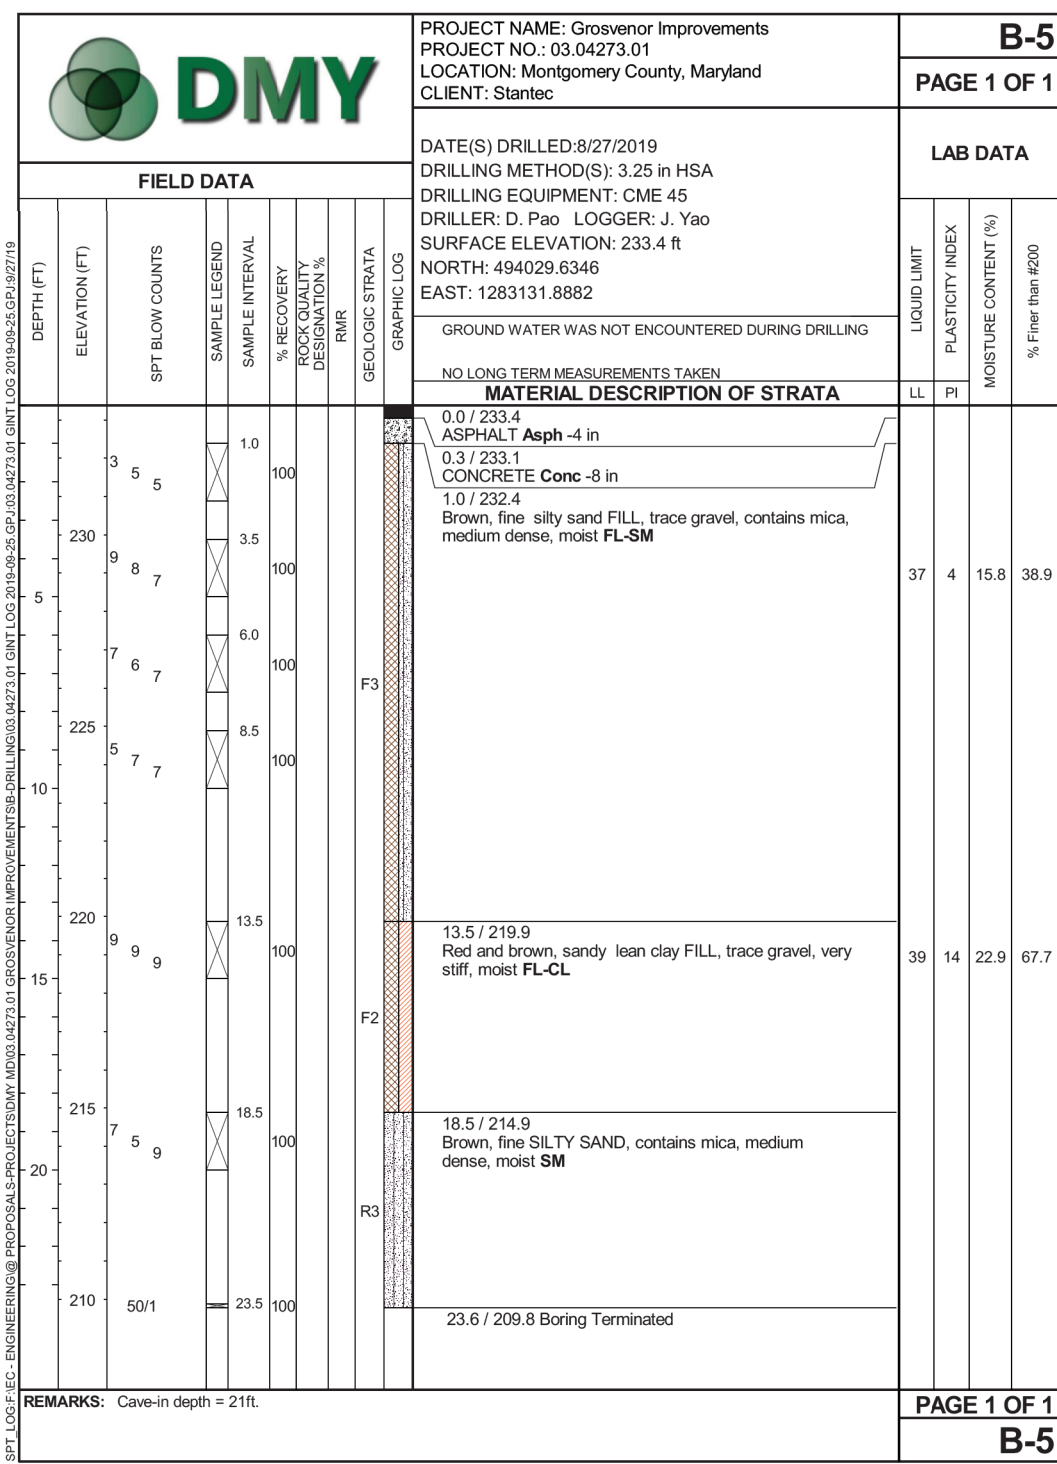 DMY
PROJECT NAME: Grosvenor Improvements
PROJECT NO.: 03.04273.01
LOCATION: Montgomery County, Maryland
CLIENT: Stantec
B-5
PAGE 1 OF 1
DATE(S) DRILLED:8/27/2019
DRILLING METHOD(S): 3.25 in HSA
DRILLING EQUIPMENT: CME 45
DRILLER: D. Pao LOGGER: J. Yao
SURFACE ELEVATION: 233.4 ft
NORTH: 494029.6346
EAST: 1283131.8882
GROUND WATER WAS NOT ENCOUNTERED DURING DRILLING
NO LONG TERM MEASUREMENTS TAKEN
FIELD DATA
LAB DATA
DEPTH (FT)
ELEVATION (FT)
SPT BLOW COUNTS
SAMPLE LEGEND
SAMPLE INTERVAL
% RECOVERY
ROCK QUALITY
DESIGNATION %
RMR
GEOLOGIC STRATA
GRAPHIC LOG
MATERIAL DESCRIPTION OF STRATA
LIQUID LIMIT
PLASTICITY INDEX
MOISTURE CONTENT (%)
% Finer than #200
LL PI
0.0 / 233.4
ASPHALT Asph -4 in
0.3 / 233.1
CONCRETE Conc -8 in
1.0 / 232.4
Brown, fine silty sand FILL, trace gravel, contains mica,
medium dense, moist FL-SM
1.0
3 5 5 100
230
3.5
9 8 7 100
37 4 15.8 38.9
5
6.0
7 6 7 100
F3
225
8.5
5 7 7 100
10
220
13.5
9 9 9 100
13.5 / 219.9
Red and brown, sandy lean clay FILL, trace gravel, very
stiff, moist FL-CL
39 14 22.9 67.7
15
F2
215
18.5
7 5 9 100
18.5 / 214.9
Brown, fine SILTY SAND, contains mica, medium
dense, moist SM
20
R3
210
50/1 23.5 100
23.6 / 209.8 Boring Terminated
REMARKS: Cave-in depth = 21ft.
PAGE 1 OF 1
B-5
SPT_LOG:F:\EC - ENGINEERING\@ PROPOSALS-PROJECTS\DMY MD\03.04273.01 GROSVENOR IMPROVEMENTS\B-DRILLING\03.04273.01 GINT LOG 2019-09-25.GPJ:03.04273.01 GINT LOG 2019-09-25.GPJ:9/27/19